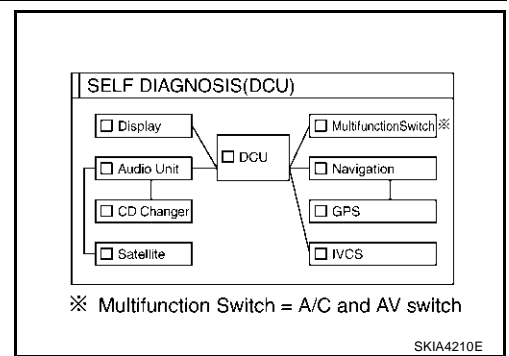 SELF DIAGNOSIS(DCU)
Display
Audio Unit
CD Changer
Satellite
DCU
MultifunctionSwitch※
Navigation
GPS
IVCS
※ Multifunction Switch = A/C and AV switch
SKIA4210E